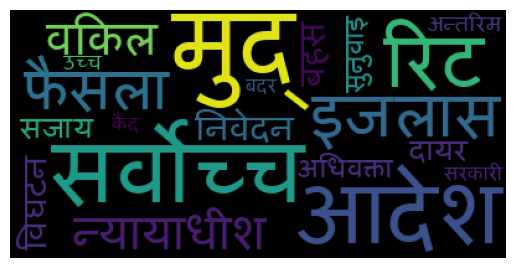 वकिल
मुद्
बहस
सुनुवाइ
रिट
अन्तरिम
उच्च
फैसला
बदर
इजलास
सजाय
कैद
निवेदन
सर्वोच्च
अधिवक्ता
दायर
सरकारी
विघटन
न्यायाधीश
आदेश